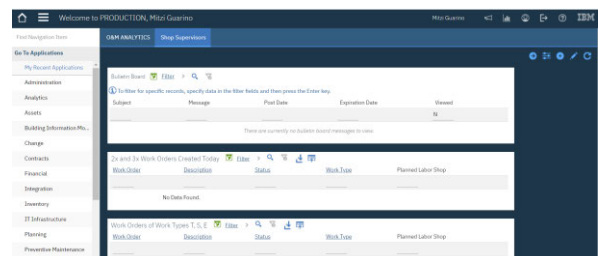 Welcome to PRODUCTION, Mitzi Guarino
Mitzi Guarino
IBM
Find Navigation Item
O&M ANALYTICS
Shop Supervisors
Go To Applications
My Recent Applications
Administration
Analytics
Assets
Building Information Mo...
Change
Contracts
Financial
Integration
Inventory
IT Infrastructure
Planning
Preventive Maintenance
Bulletin Board Filter
To filter for specific records, specify data in the filter fields and then press the Enter key.
Subject Message Post Date Expiration Date Viewed
N
There are currently no bulletin board messages to view.
2x and 3x Work Orders Created Today Filter
Work Order Description Status Work Type Planned Labor Shop
No Data Found.
Work Orders of Work Types T, S, E Filter
Work Order Description Status Work Type Planned Labor Shop